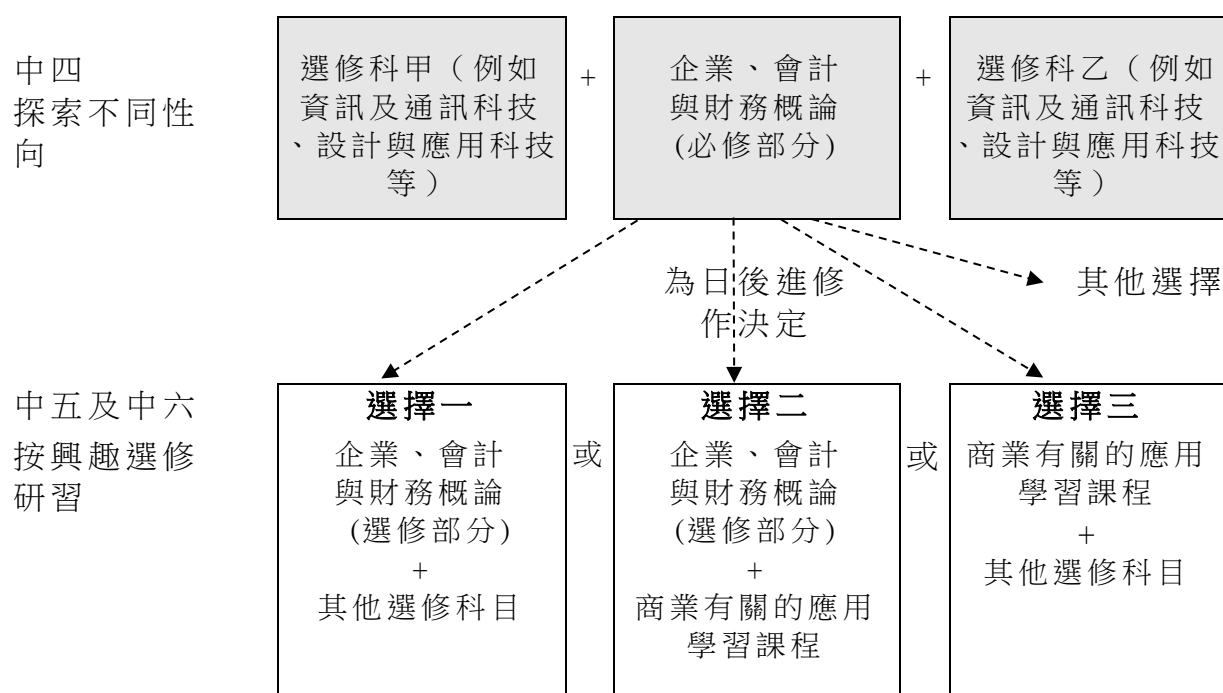 中四
探索不同性
向
選修科甲（例如
資訊及通訊科技
、設計與應用科技
等）
+
企業、會計
與財務概論
(必修部分)
+
選修科乙（例如
資訊及通訊科技
、設計與應用科技
等）
為日後進修
作決定
其他選擇
中五及中六
按興趣選修
研習
選擇一
企業、會計
與財務概論
(選修部分)
+
其他選修科目
或
選擇二
企業、會計
與財務概論
(選修部分)
+
商業有關的應用
學習課程
或
選擇三
商業有關的應用
學習課程
+
其他選修科目